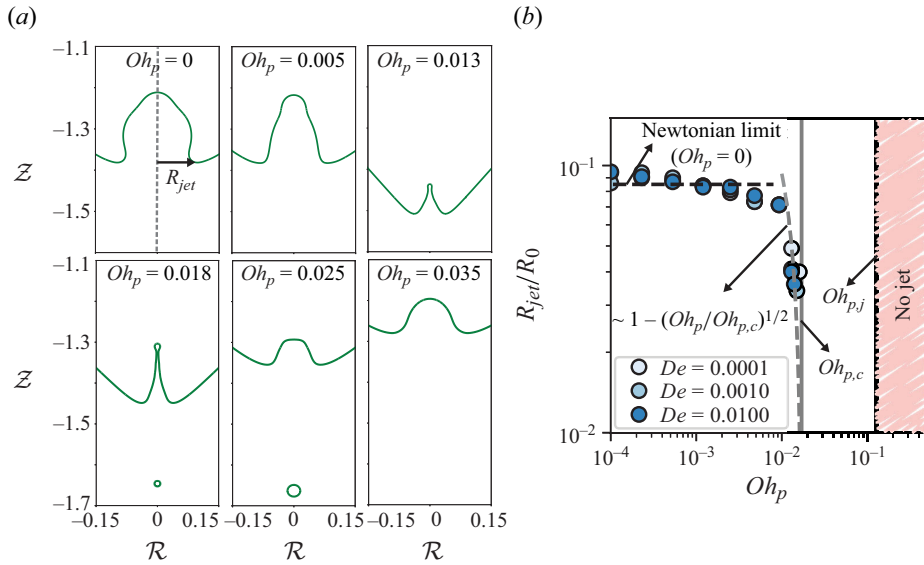 (a)
(b)
−1.1
Oh_p = 0
Oh_p = 0.005
Oh_p = 0.013
−1.3
Z
R_jet
−1.5
−1.1
Oh_p = 0.018
Oh_p = 0.025
Oh_p = 0.035
−1.3
Z
−1.5
−1.7
−0.15 0 0.15
−0.15 0 0.15
−0.15 0 0.15
R
R
R
Newtonian limit
(Oh_p = 0)
10^−1
R_jet/R_0
~ 1 − (Oh_p/Oh_{p,c})^{1/2}
Oh_{p,j}
No jet
Oh_{p,c}
De = 0.0001
De = 0.0010
De = 0.0100
10^−2
10^−4 10^−3 10^−2 10^−1
Oh_p